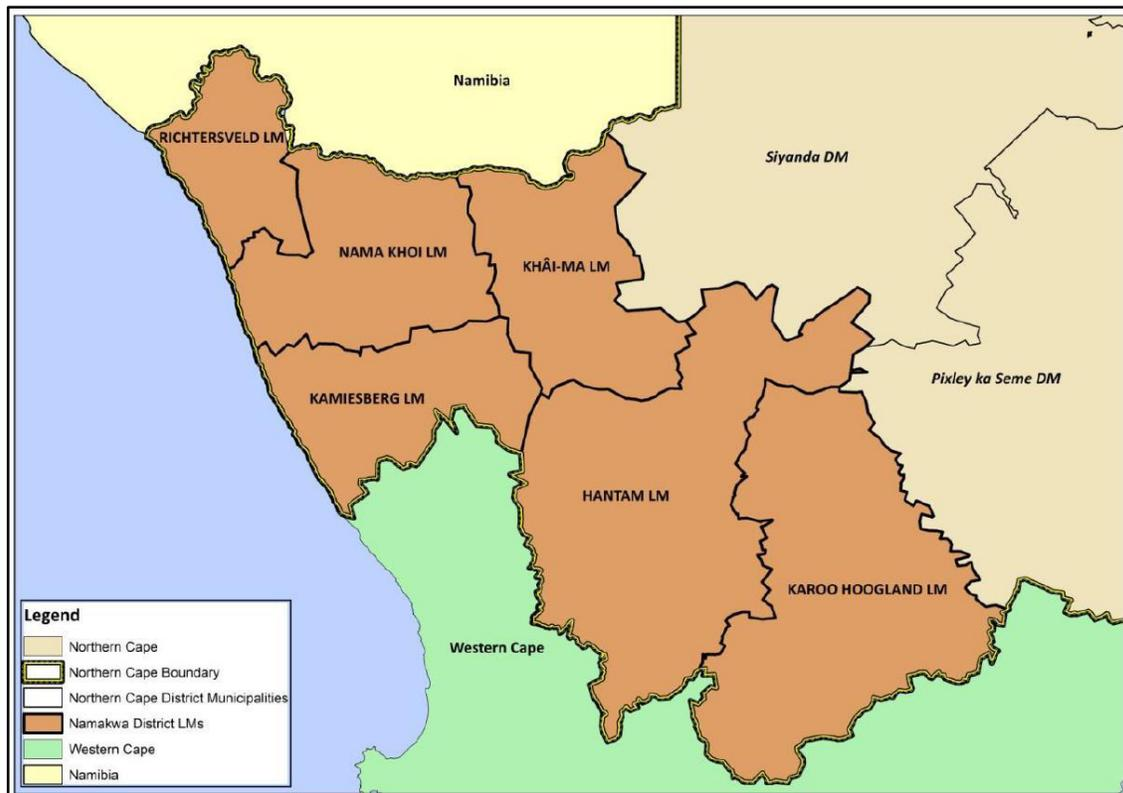 Namibia
RICHTERSVELD LM
Siyanda DM
NAMA KHOI LM
KHÂI-MA LM
Pixley ka Seme DM
KAMIESBERG LM
HANTAM LM
KAROO HOOGLAND LM
Western Cape
Legend
Northern Cape
Northern Cape Boundary
Northern Cape District Municipalities
Namakwa District LMs
Western Cape
Namibia